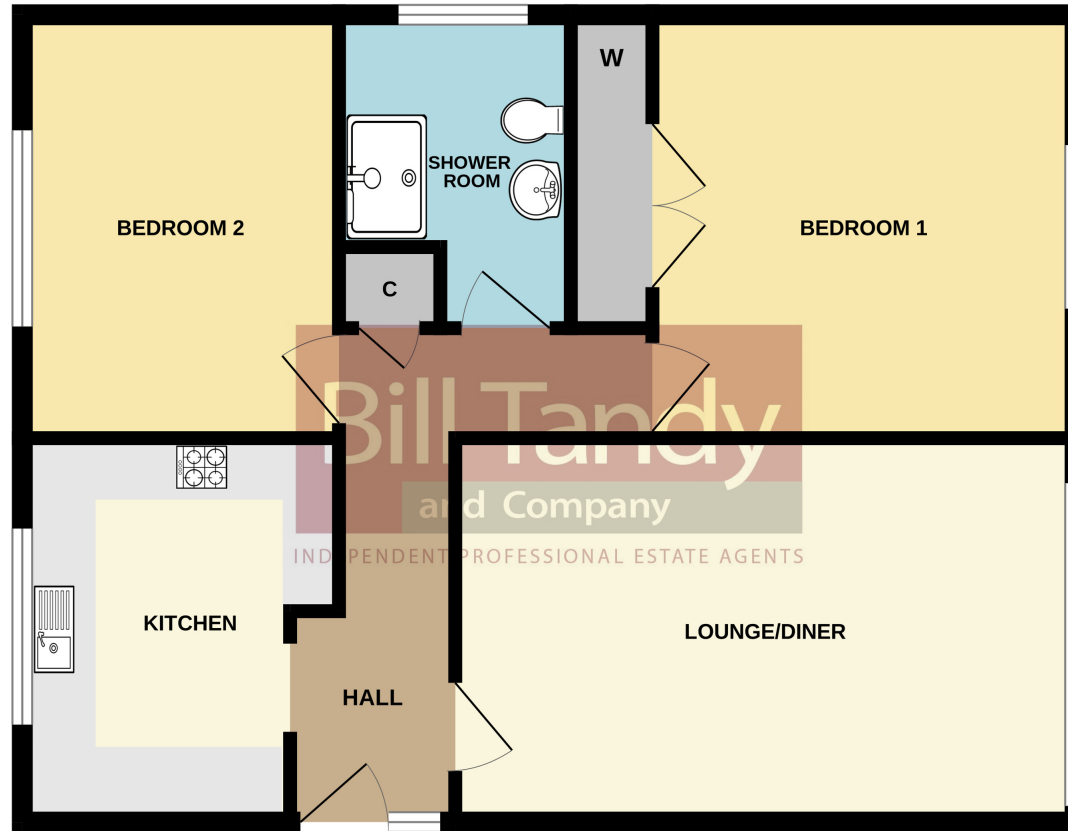 W
SHOWER
ROOM
BEDROOM 2
BEDROOM 1
C
Bill Tandy
and Company
INDEPENDENT PROFESSIONAL ESTATE AGENTS
KITCHEN
LOUNGE/DINER
HALL